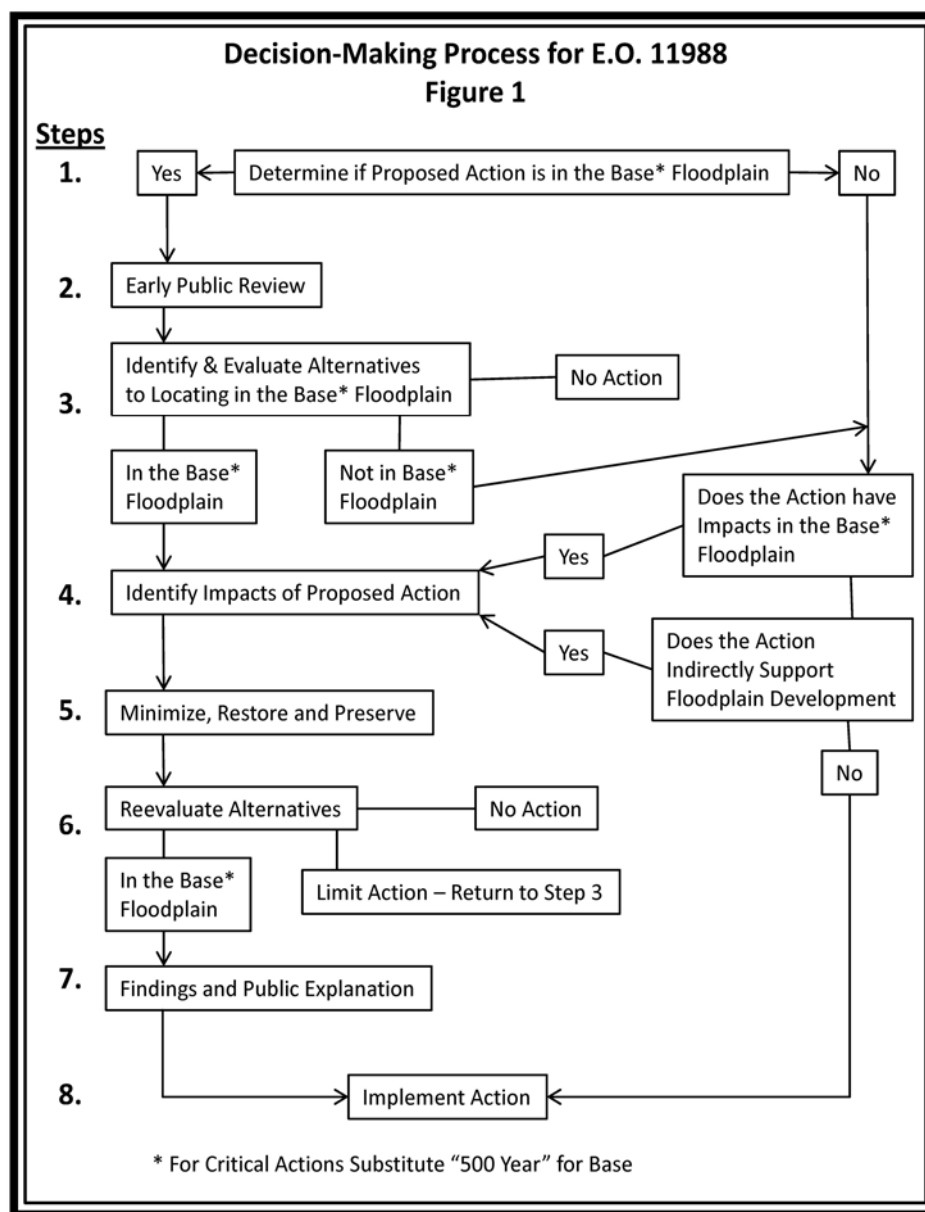 Decision-Making Process for E.O. 11988
Figure 1
Steps
1.
Yes
Determine if Proposed Action is in the Base* Floodplain
No
2.
Early Public Review
3.
Identify & Evaluate Alternatives
to Locating in the Base* Floodplain
No Action
In the Base*
Floodplain
Not in Base*
Floodplain
Does the Action have
Impacts in the Base*
Floodplain
Yes
4.
Identify Impacts of Proposed Action
Yes
Does the Action
Indirectly Support
Floodplain Development
5.
Minimize, Restore and Preserve
No
6.
Reevaluate Alternatives
No Action
In the Base*
Floodplain
Limit Action – Return to Step 3
7.
Findings and Public Explanation
8.
Implement Action
* For Critical Actions Substitute “500 Year” for Base